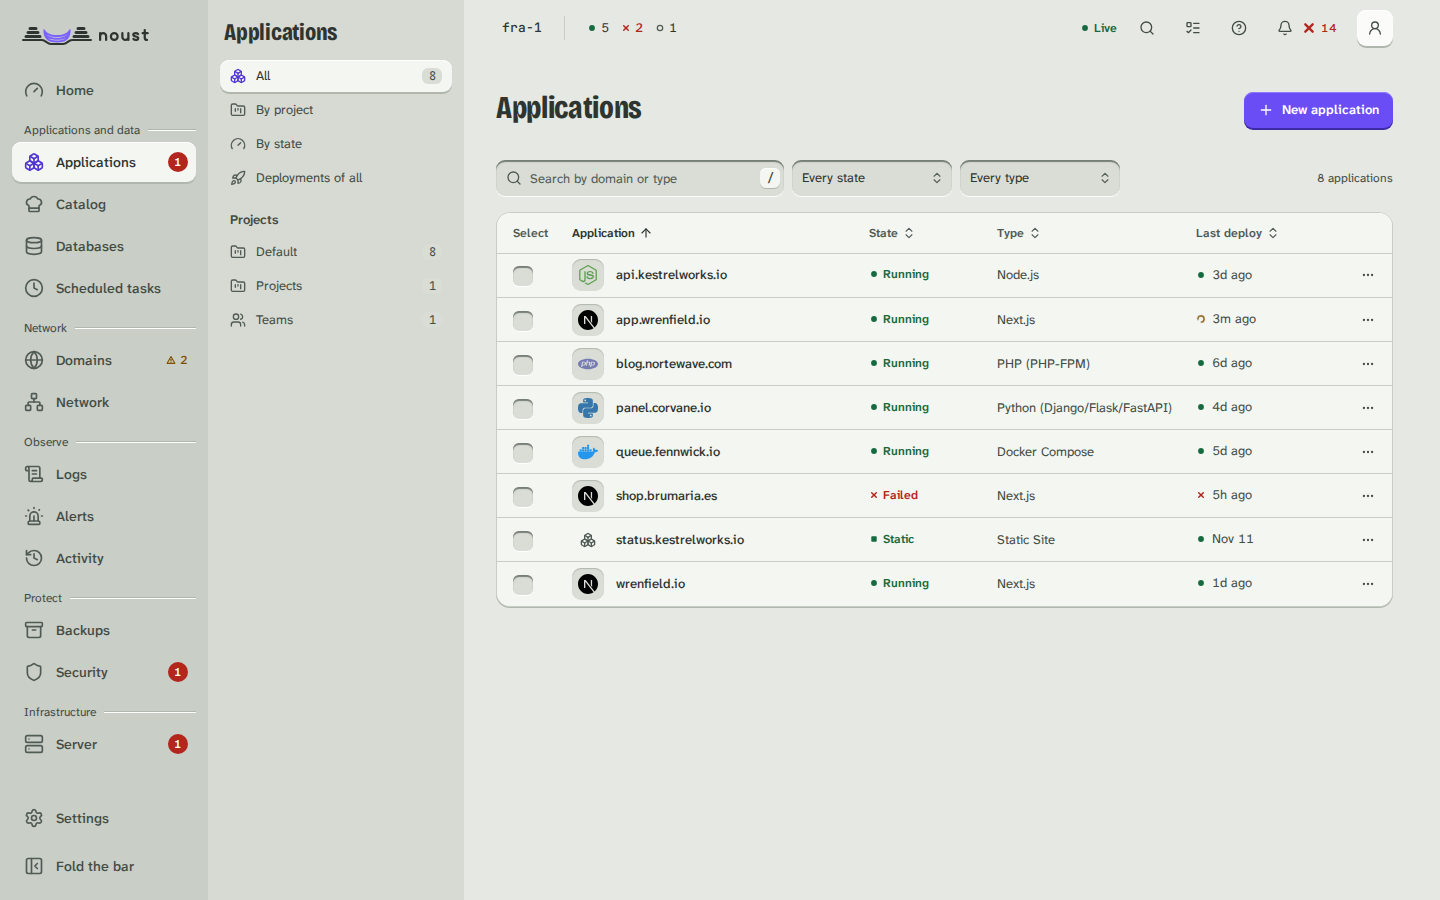 noust
Home
Applications and data
Applications 1
Catalog
Databases
Scheduled tasks
Network
Domains 2
Network
Observe
Logs
Alerts
Activity
Protect
Backups
Security 1
Infrastructure
Server 1
Settings
Fold the bar
Applications
All 8
By project
By state
Deployments of all
Projects
Default 8
Projects 1
Teams 1
fra-1 5 2 1 Live 14
Applications
New application
Search by domain or type / Every state Every type 8 applications
Select Application State Type Last deploy
api.kestrelworks.io Running Node.js 3d ago
app.wrenfield.io Running Next.js 3m ago
php blog.nortewave.com Running PHP (PHP-FPM) 6d ago
panel.corvane.io Running Python (Django/Flask/FastAPI) 4d ago
queue.fennwick.io Running Docker Compose 5d ago
shop.brumaria.es Failed Next.js 5h ago
status.kestrelworks.io Static Static Site Nov 11
wrenfield.io Running Next.js 1d ago